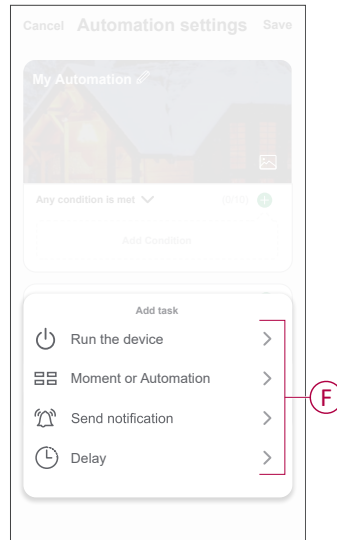 Cancel Automation settings Save
My Automation
Any condition is met (0/10)
Add Condition
Add task
Run the device
Moment or Automation
Send notification
Delay
F